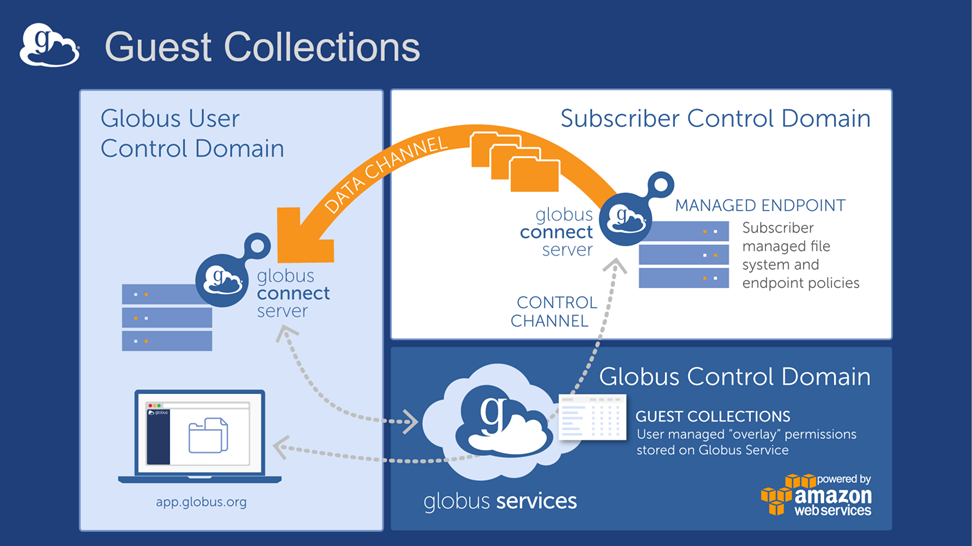 g
Guest Collections
Globus User
Control Domain
Subscriber Control Domain
DATA CHANNEL
g
globus
connect
server
MANAGED ENDPOINT
Subscriber
managed file
system and
endpoint policies
g
globus
connect
server
CONTROL
CHANNEL
globus
app.globus.org
g
globus services
Globus Control Domain
GUEST COLLECTIONS
User managed “overlay” permissions
stored on Globus Service
powered by
amazon
web services